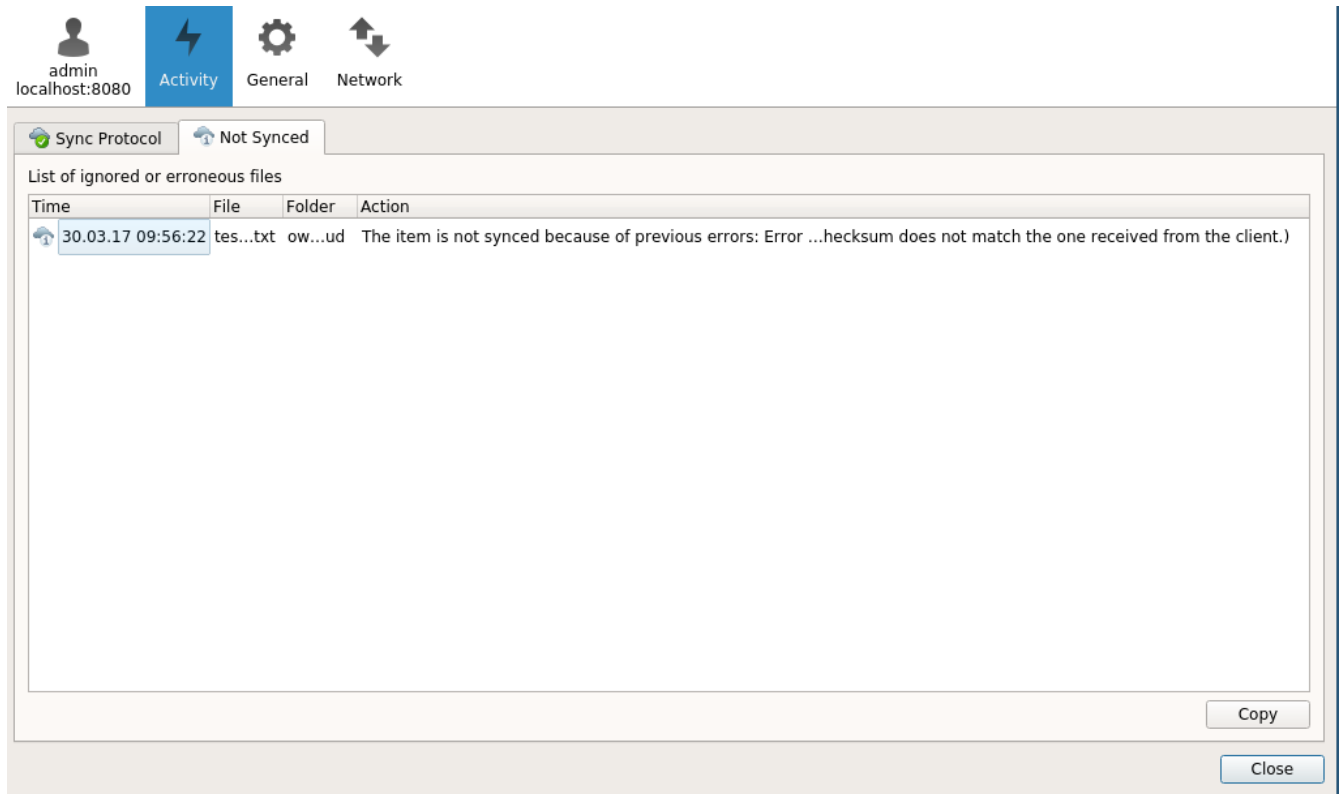 admin
localhost:8080
Activity
General
Network
Sync Protocol
Not Synced
List of ignored or erroneous files
Time File Folder Action
30.03.17 09:56:22 tes...txt ow...ud The item is not synced because of previous errors: Error ...hecksum does not match the one received from the client.)
Copy
Close